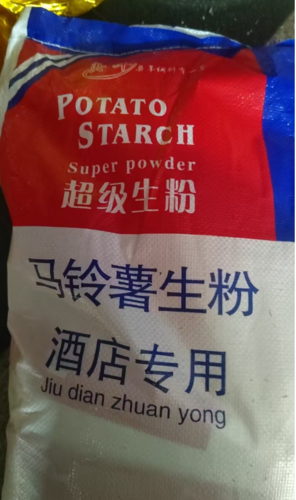 POTATO
STARCH
Super powder
超级生粉
马铃薯生粉
酒店专用
Jiu dian zhuan yong